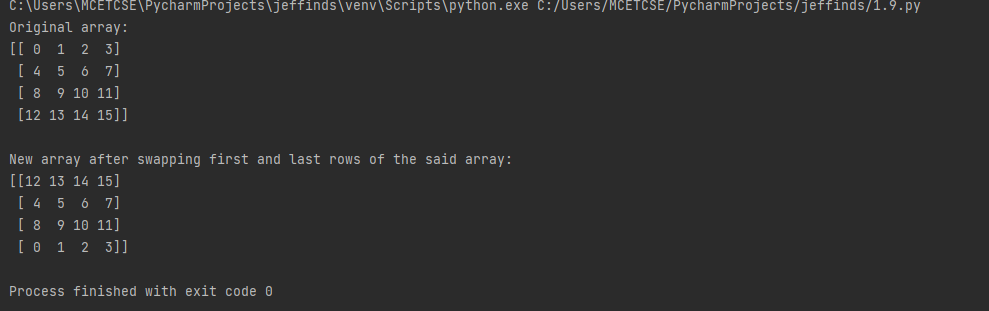 C:\Users\MCETCSE\PycharmProjects\jeffinds\venv\Scripts\python.exe C:/Users/MCETCSE/PycharmProjects/jeffinds/1.9.py
Original array:
[[ 0  1  2  3]
 [ 4  5  6  7]
 [ 8  9 10 11]
 [12 13 14 15]]

New array after swapping first and last rows of the said array:
[[12 13 14 15]
 [ 4  5  6  7]
 [ 8  9 10 11]
 [ 0  1  2  3]]

Process finished with exit code 0